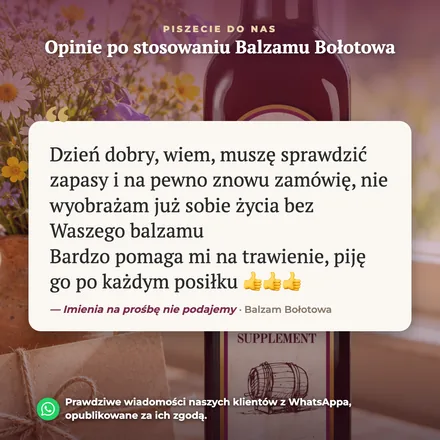 PISZECIE DO NAS
Opinie po stosowaniu Balzamu Bołotowa
“
Dzień dobry, wiem, muszę sprawdzić
zapasy i na pewno znowu zamówię, nie
wyobrażam już sobie życia bez
Waszego balzamu
Bardzo pomaga mi na trawienie, piję
go po każdym posiłku 👍👍👍
— Imienia na prośbę nie podajemy · Balzam Bołotowa
SUPPLEMENT
Prawdziwe wiadomości naszych klientów z WhatsAppa,
opublikowane za ich zgodą.